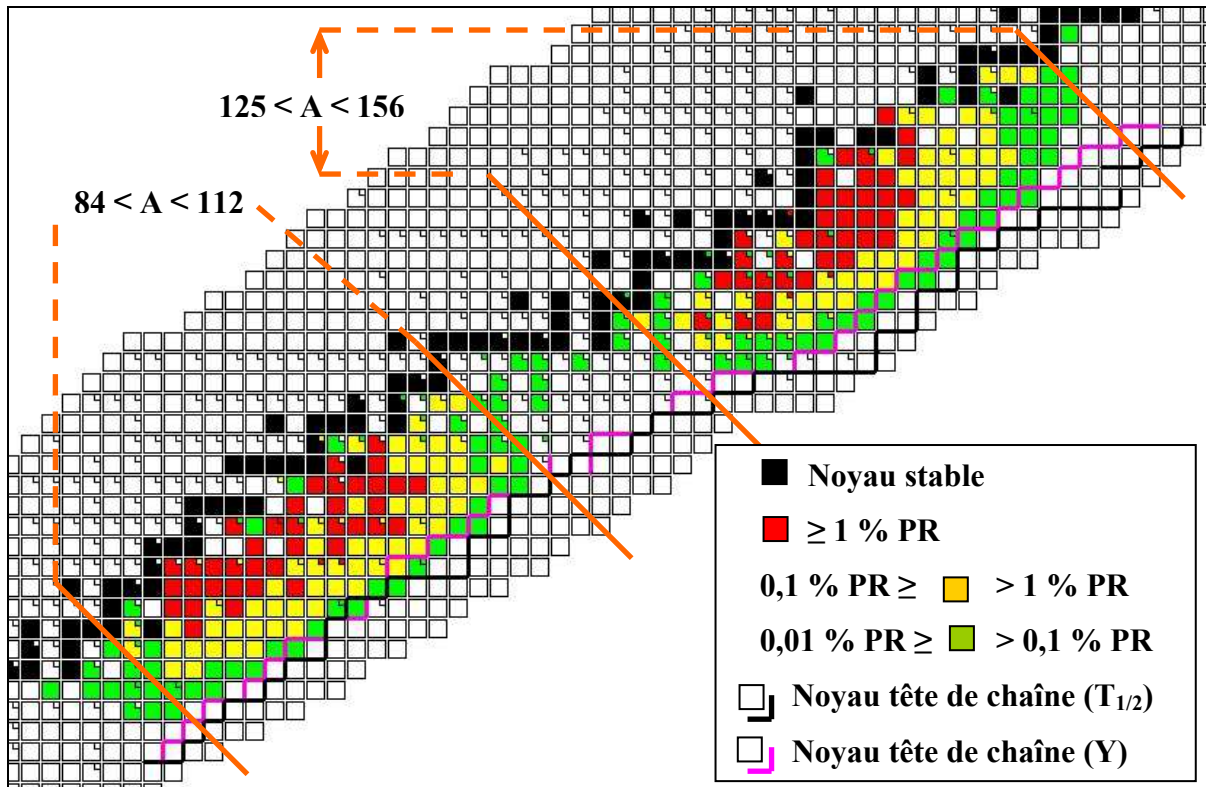 125 < A < 156
84 < A < 112
Noyau stable
≥ 1 % PR
0,1 % PR ≥ > 1 % PR
0,01 % PR ≥ > 0,1 % PR
Noyau tête de chaîne (T1/2)
Noyau tête de chaîne (Y)